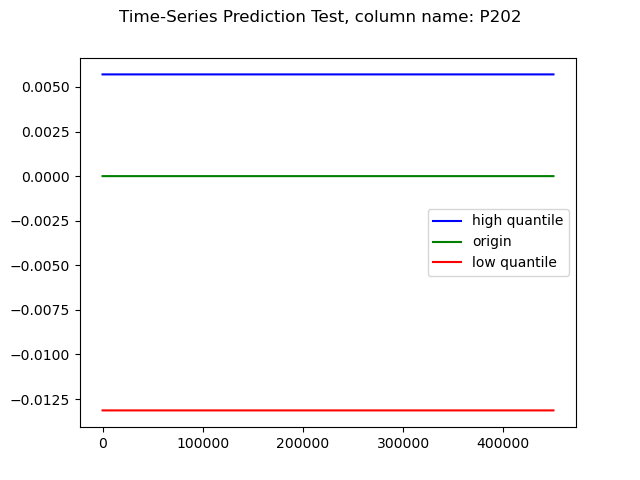 Time-Series Prediction Test, column name: P202
0.0050
0.0025
0.0000
−0.0025
−0.0050
−0.0075
−0.0100
−0.0125
high quantile
origin
low quantile
0 100000 200000 300000 400000